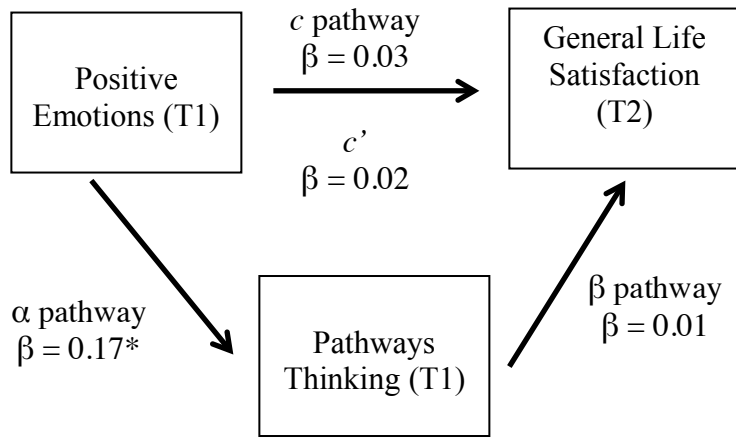 Positive
Emotions (T1)
c pathway
β = 0.03
c’
β = 0.02
General Life
Satisfaction
(T2)
α pathway
β = 0.17*
Pathways
Thinking (T1)
β pathway
β = 0.01